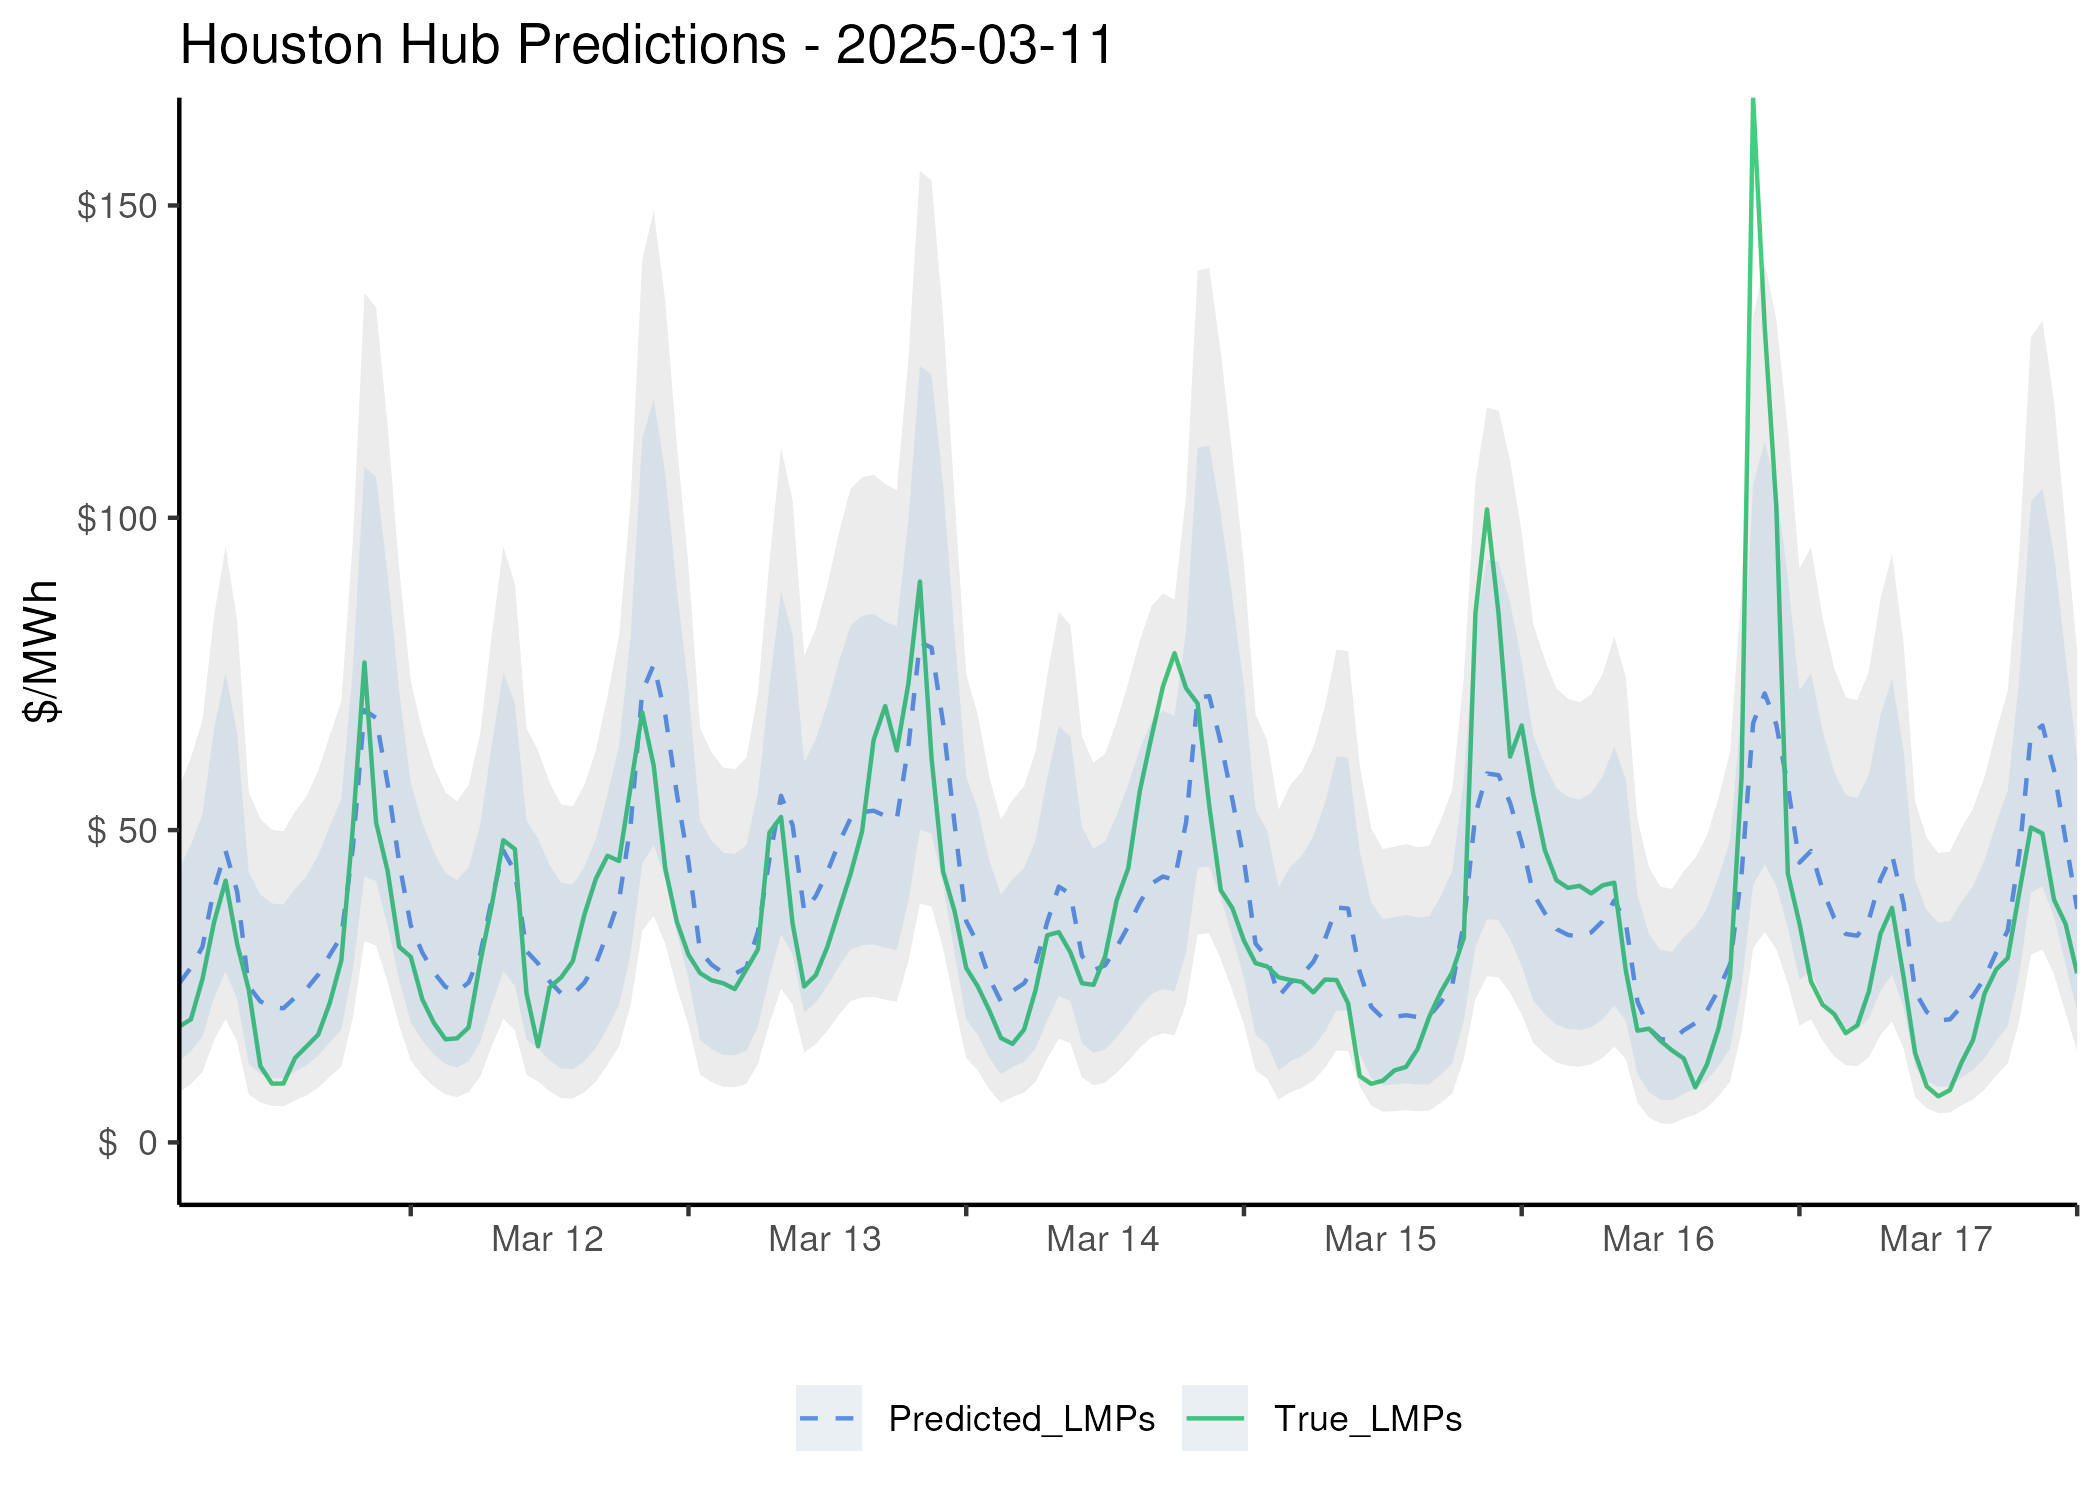 Houston Hub Predictions - 2025-03-11
$/MWh
$150
$100
$ 50
$  0
Mar 12
Mar 13
Mar 14
Mar 15
Mar 16
Mar 17
Predicted_LMPs
True_LMPs